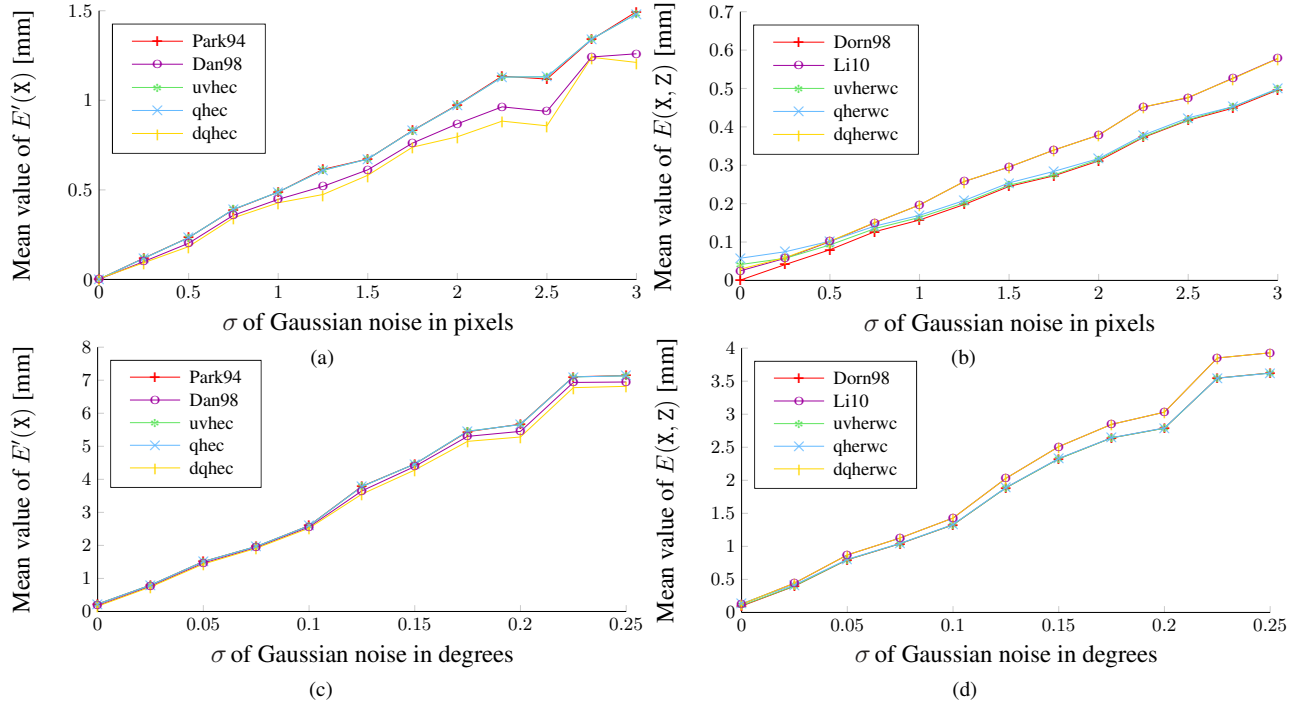 Mean value of E′(X) [mm]
1.5
1
0.5
0
Park94
Dan98
uvhec
qhec
dqhec
0 0.5 1 1.5 2 2.5 3
σ of Gaussian noise in pixels
(a)
Mean value of E(X, Z) [mm]
0.7
0.6
0.5
0.4
0.3
0.2
0.1
0
Dorn98
Li10
uvherwc
qherwc
dqherwc
0 0.5 1 1.5 2 2.5 3
σ of Gaussian noise in pixels
(b)
Mean value of E′(X) [mm]
8
7
6
5
4
3
2
1
0
Park94
Dan98
uvhec
qhec
dqhec
0 0.05 0.1 0.15 0.2 0.25
σ of Gaussian noise in degrees
(c)
Mean value of E(X, Z) [mm]
4
3.5
3
2.5
2
1.5
1
0.5
0
Dorn98
Li10
uvherwc
qherwc
dqherwc
0 0.05 0.1 0.15 0.2 0.25
σ of Gaussian noise in degrees
(d)